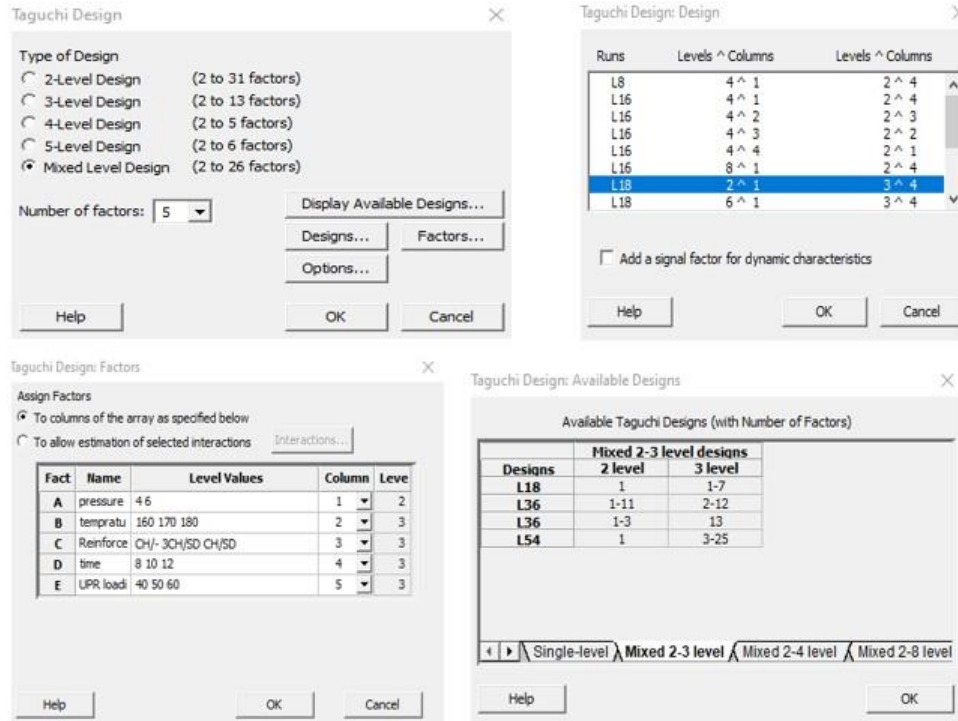 Taguchi Design
Type of Design
2-Level Design (2 to 31 factors)
3-Level Design (2 to 13 factors)
4-Level Design (2 to 5 factors)
5-Level Design (2 to 6 factors)
Mixed Level Design (2 to 26 factors)
Number of factors: 5
Display Available Designs...
Designs... Factors...
Options...
Help OK Cancel
Taguchi Design: Design
Runs Levels ^ Columns Levels ^ Columns
L8 4 ^ 1 2 ^ 4
L16 4 ^ 1 2 ^ 4
L16 4 ^ 2 2 ^ 3
L16 4 ^ 3 2 ^ 2
L16 4 ^ 4 2 ^ 1
L16 8 ^ 1 2 ^ 4
L18 2 ^ 1 3 ^ 4
L18 6 ^ 1 3 ^ 4
Add a signal factor for dynamic characteristics
Help OK Cancel
Taguchi Design: Factors
Assign Factors
To columns of the array as specified below
To allow estimation of selected interactions Interactions...
Fact Name Level Values Column Leve
A pressure 4 6 1 2
B tempratu 160 170 180 2 3
C Reinforce CH/- 3CH/SD CH/SD 3 3
D time 8 10 12 4 3
E UPR loadi 40 50 60 5 3
Help OK Cancel
Taguchi Design: Available Designs
Available Taguchi Designs (with Number of Factors)
Mixed 2-3 level designs
Designs 2 level 3 level
L18 1 1-7
L36 1-11 2-12
L36 1-3 13
L54 1 3-25
Single-level Mixed 2-3 level Mixed 2-4 level Mixed 2-8 level
Help OK